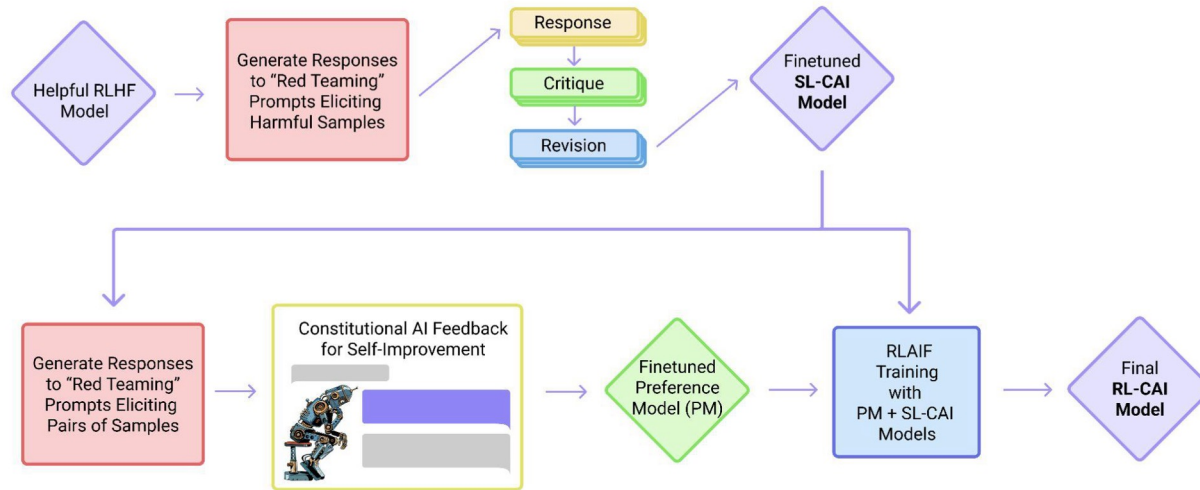 Helpful RLHF
Model
Generate Responses
to “Red Teaming”
Prompts Eliciting
Harmful Samples
Response
Critique
Revision
Finetuned
SL-CAI
Model
Generate Responses
to “Red Teaming”
Prompts Eliciting
Pairs of Samples
Constitutional AI Feedback
for Self-Improvement
Finetuned
Preference
Model (PM)
RLAIF
Training
with
PM + SL-CAI
Models
Final
RL-CAI
Model